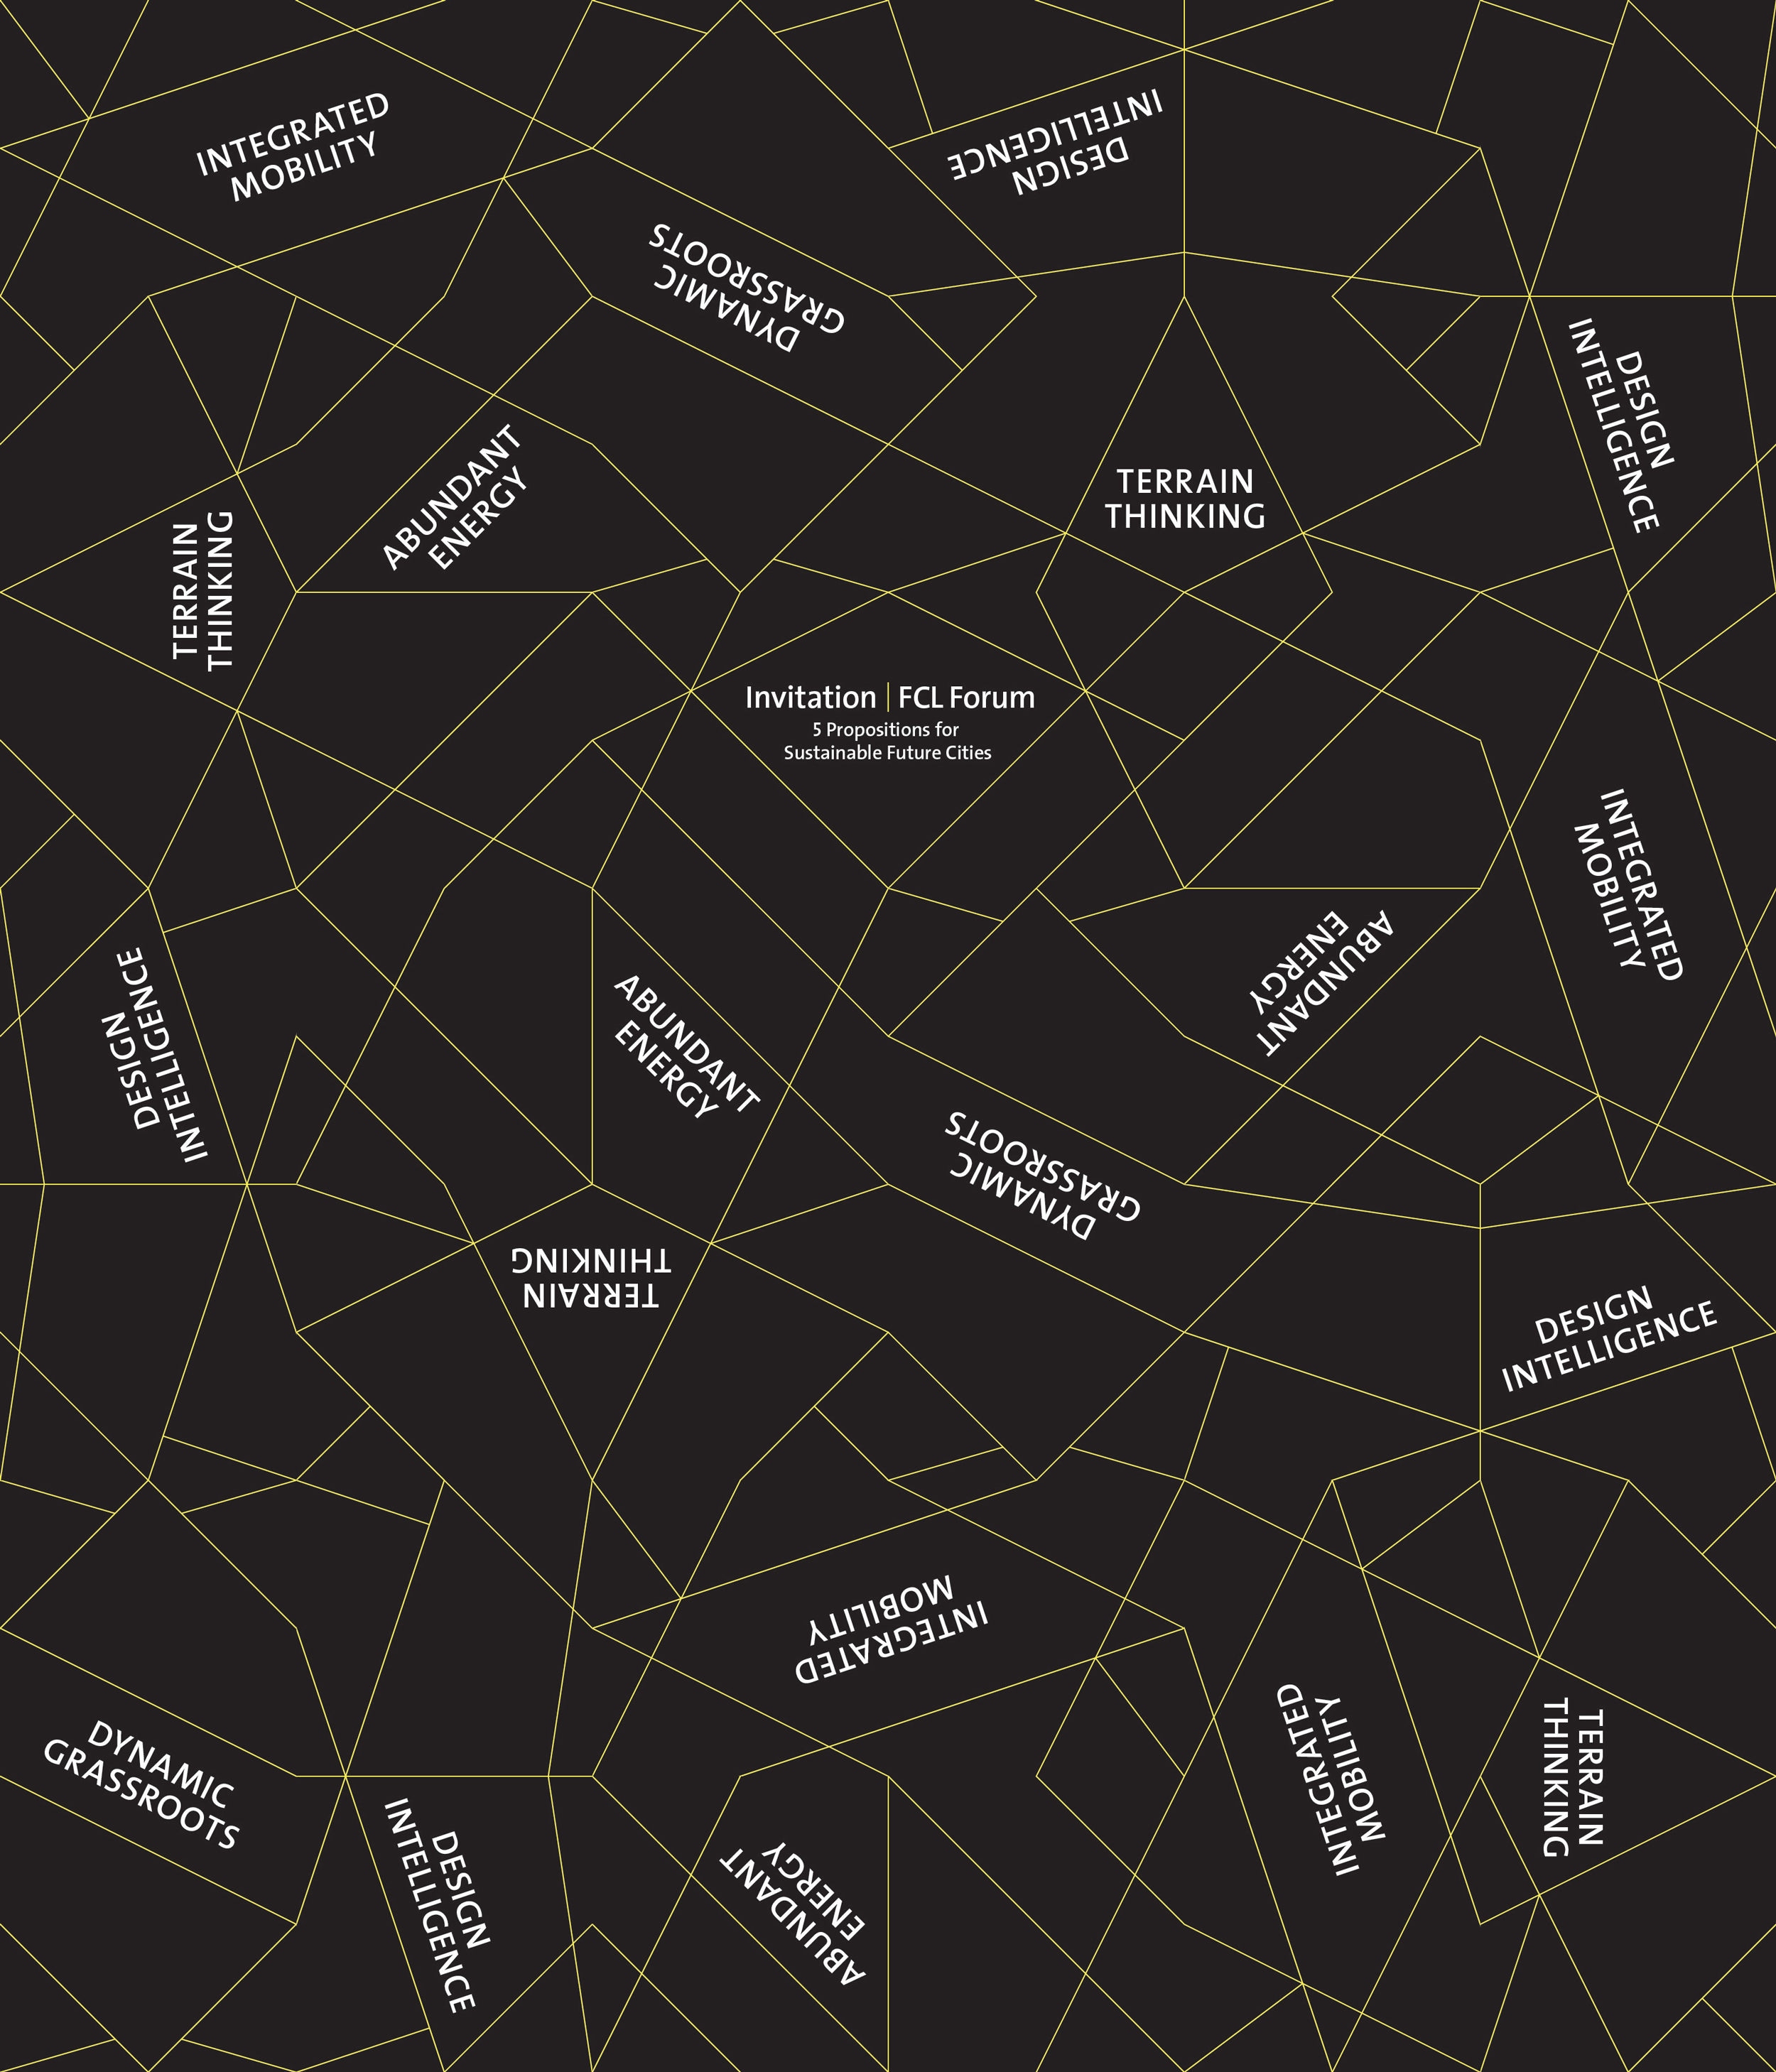 INTEGRATED
MOBILITY
DESIGN
INTELLIGENCE
DYNAMIC
GRASSROOTS
DESIGN
INTELLIGENCE
ABUNDANT
ENERGY
TERRAIN
THINKING
TERRAIN
THINKING
Invitation | FCL Forum
5 Propositions for
Sustainable Future Cities
INTEGRATED
MOBILITY
DESIGN
INTELLIGENCE
ABUNDANT
ENERGY
ABUNDANT
ENERGY
DYNAMIC
GRASSROOTS
TERRAIN
THINKING
DESIGN
INTELLIGENCE
INTEGRATED
MOBILITY
INTEGRATED
MOBILITY
TERRAIN
THINKING
DYNAMIC
GRASSROOTS
DESIGN
INTELLIGENCE
ABUNDANT
ENERGY